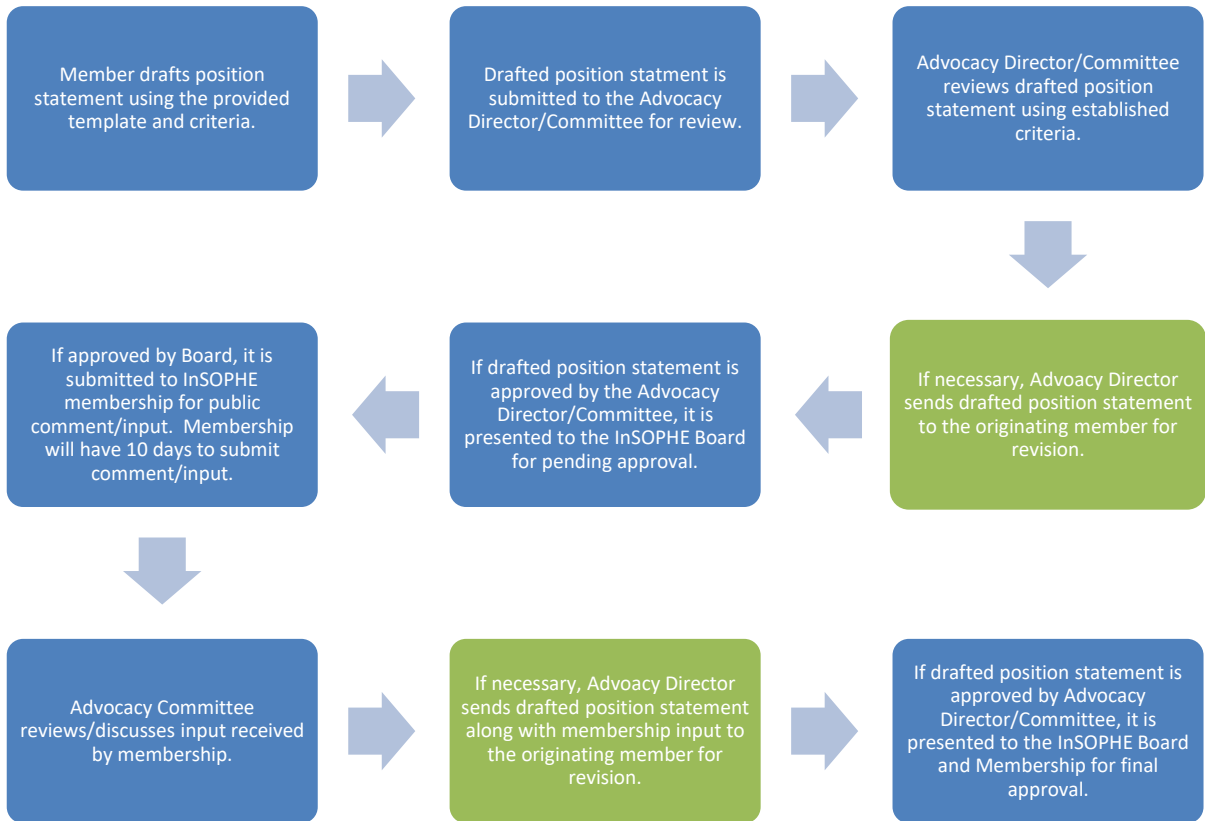 Member drafts position
statement using the provided
template and criteria.
Drafted position statment is
submitted to the Advocacy
Director/Committee for review.
Advocacy Director/Committee
reviews drafted position
statement using established
criteria.
If necessary, Advoacy Director
sends drafted position statement
to the originating member for
revision.
If drafted position statement is
approved by the Advocacy
Director/Committee, it is
presented to the InSOPHE Board
for pending approval.
If approved by Board, it is
submitted to InSOPHE
membership for public
comment/input.  Membership
will have 10 days to submit
comment/input.
Advocacy Committee
reviews/discusses input received
by membership.
If necessary, Advoacy Director
sends drafted position statement
along with membership input to
the originating member for
revision.
If drafted position statement is
approved by Advocacy
Director/Committee, it is
presented to the InSOPHE Board
and Membership for final
approval.